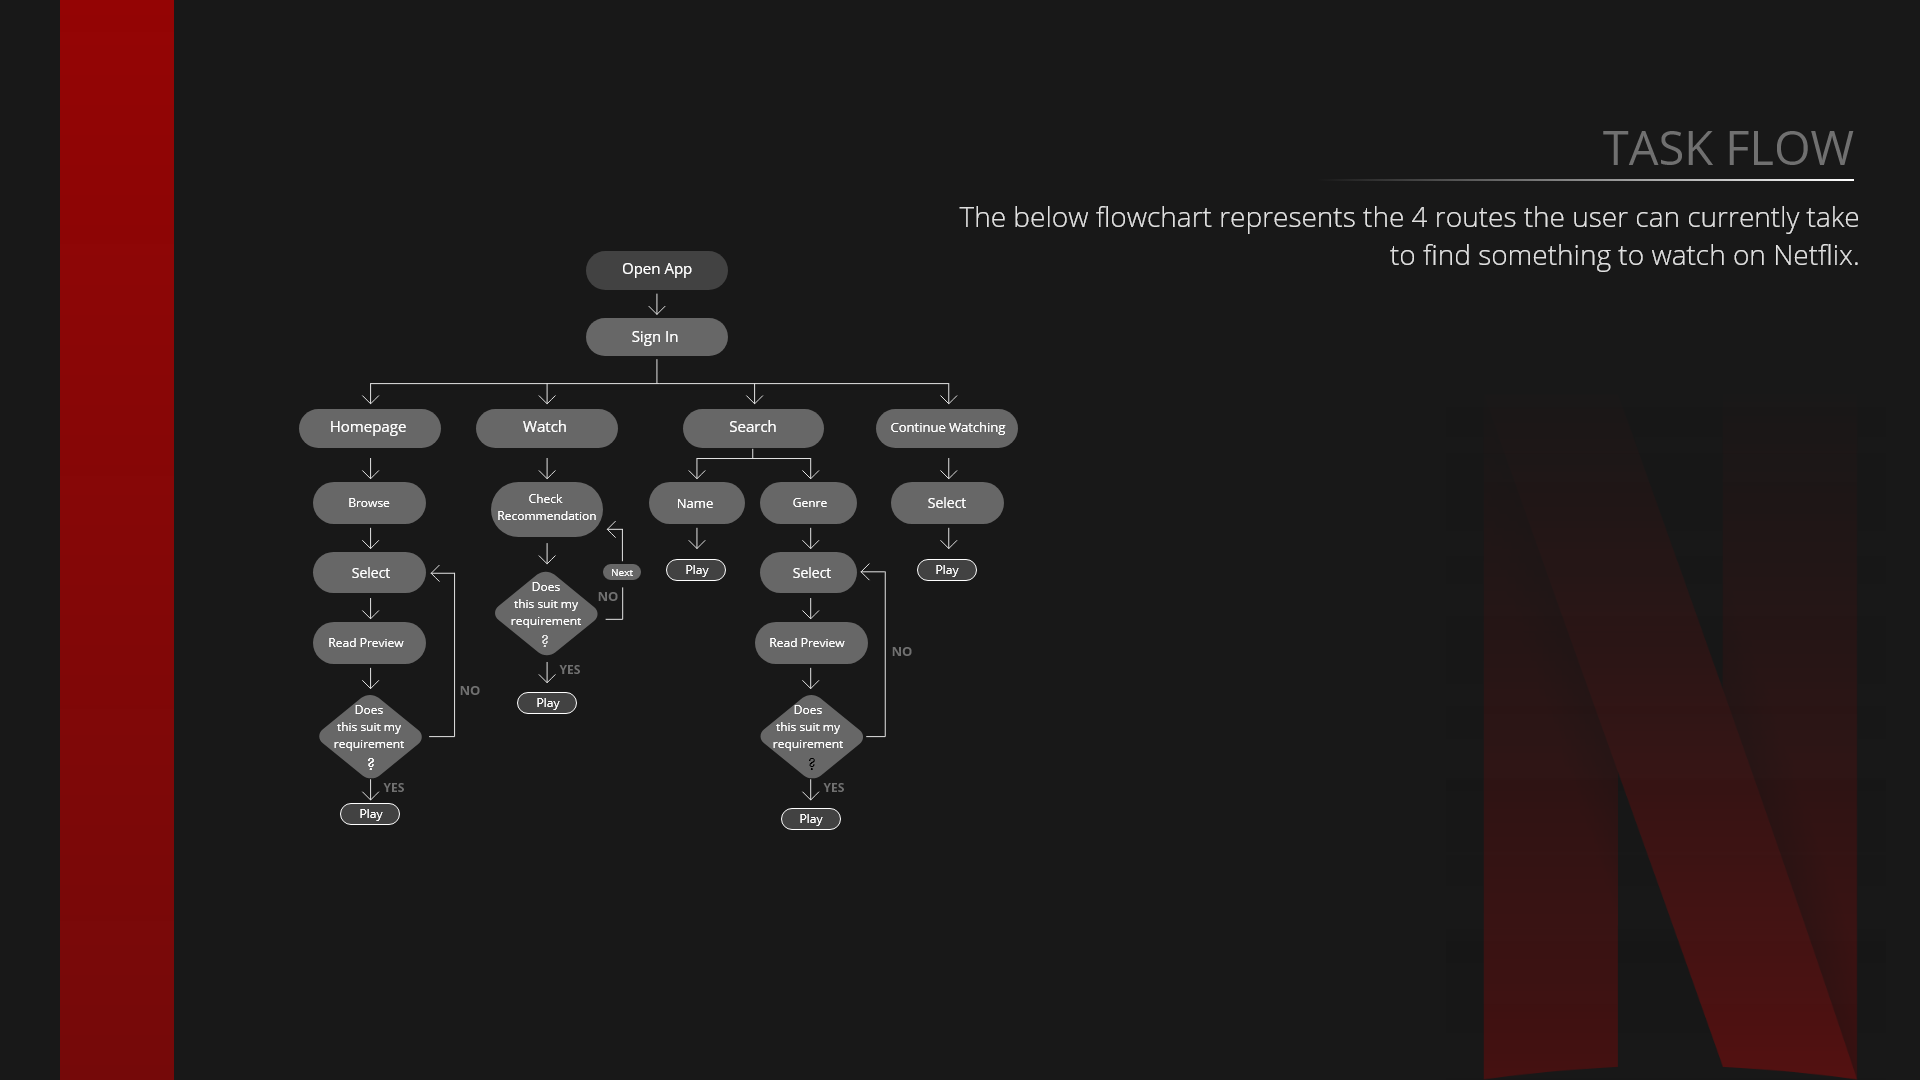 TASK FLOW
The below flowchart represents the 4 routes the user can currently take
to find something to watch on Netflix.
Open App
Sign In
Homepage
Watch
Search
Continue Watching
Browse
Check
Recommendation
Name
Genre
Select
Select
Next
Play
Select
Play
Does
this suit my
requirement
?
NO
Read Preview
YES
Play
Read Preview
NO
NO
Does
this suit my
requirement
?
Does
this suit my
requirement
?
YES
Play
YES
Play